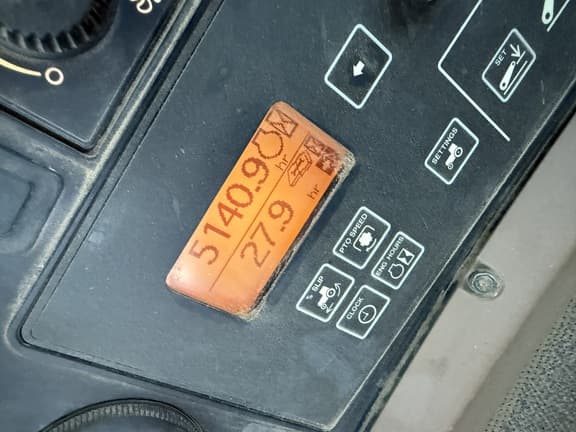 SET
SETTINGS
5140.9 hr
27.9 hr
PTO SPEED
ENG HOURS
% SLIP
CLOCK